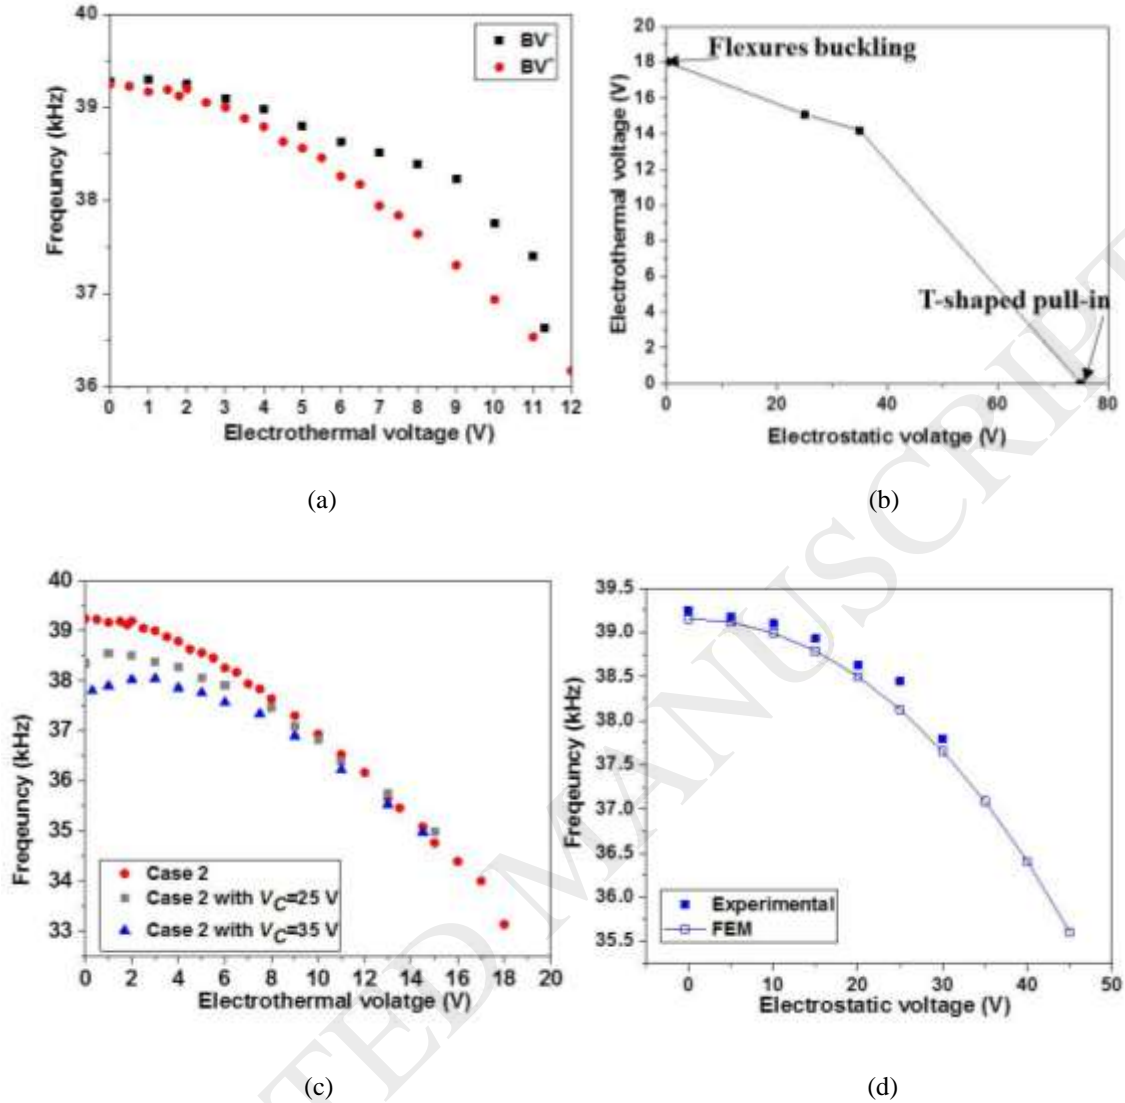 40
39
38
37
36
Freqeuncy (kHz)
BV-
BV+
0 1 2 3 4 5 6 7 8 9 10 11 12
Electrothermal voltage (V)
(a)
20
18
16
14
12
10
8
6
4
2
0
Electrothermal voltage (V)
Flexures buckling
T-shaped pull-in
0 20 40 60 80
Electrostatic volatge (V)
(b)
40
39
38
37
36
35
34
33
Freqeuncy (kHz)
Case 2
Case 2 with VC=25 V
Case 2 with VC=35 V
0 2 4 6 8 10 12 14 16 18 20
Electrothermal volatge (V)
(c)
39.5
39.0
38.5
38.0
37.5
37.0
36.5
36.0
35.5
Freqeuncy (kHz)
Experimental
FEM
0 10 20 30 40 50
Electrostatic voltage (V)
(d)
TED MANUSCRIPT